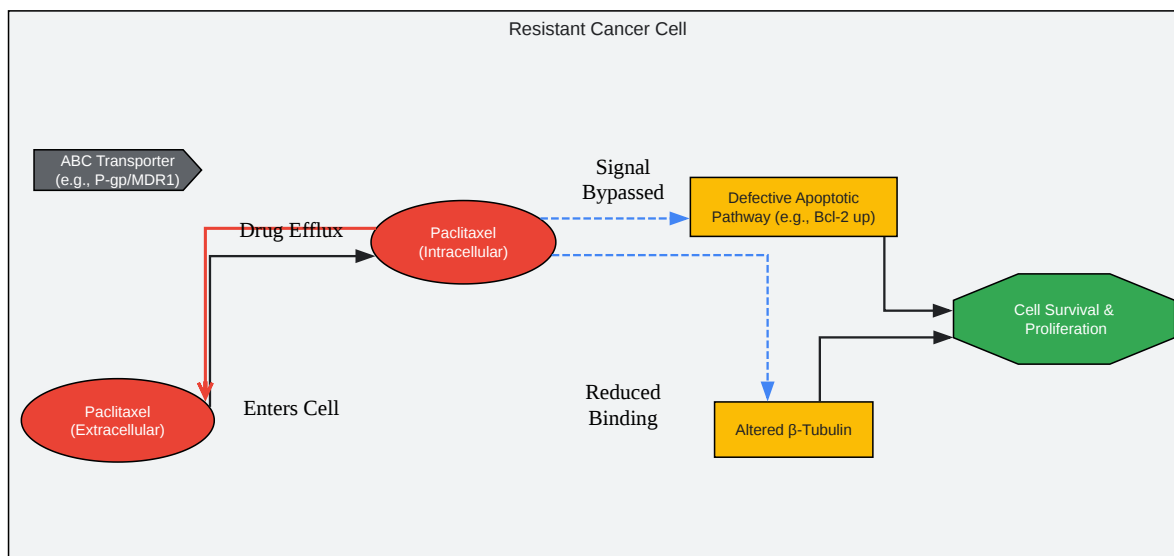 Resistant Cancer Cell
ABC Transporter
(e.g., P-gp/MDR1)
Signal
Bypassed
Defective Apoptotic
Pathway (e.g., Bcl-2 up)
Drug Efflux
Paclitaxel
(Intracellular)
Cell Survival &
Proliferation
Paclitaxel
(Extracellular)
Enters Cell
Reduced
Binding
Altered β-Tubulin